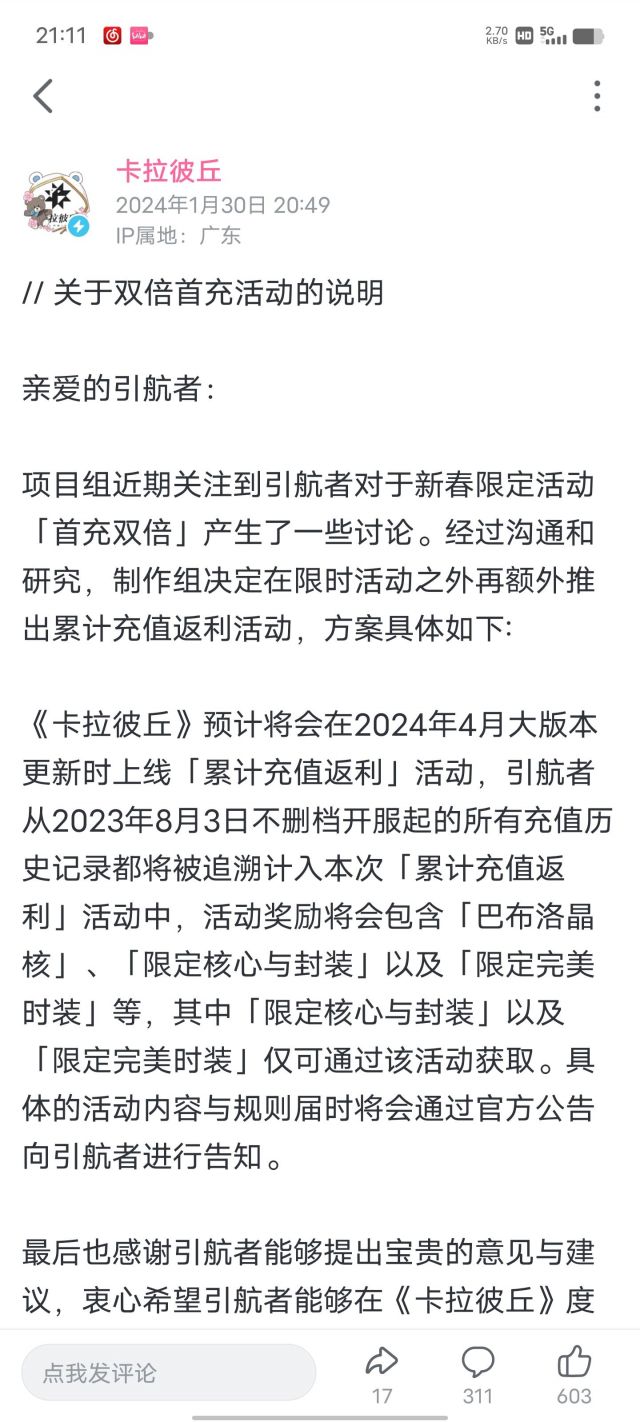 21:11
2.70
KB/s
HD
5G
卡拉彼丘
2024年1月30日 20:49
IP属地：广东
// 关于双倍首充活动的说明
亲爱的引航者：
项目组近期关注到引航者对于新春限定活动
「首充双倍」产生了一些讨论。经过沟通和
研究，制作组决定在限时活动之外再额外推
出累计充值返利活动，方案具体如下:
《卡拉彼丘》预计将会在2024年4月大版本
更新时上线「累计充值返利」活动，引航者
从2023年8月3日不删档开服起的所有充值历
史记录都将被追溯计入本次「累计充值返
利」活动中，活动奖励将会包含「巴布洛晶
核」、「限定核心与封装」以及「限定完美
时装」等，其中「限定核心与封装」以及
「限定完美时装」仅可通过该活动获取。具
体的活动内容与规则届时将会通过官方公告
向引航者进行告知。
最后也感谢引航者能够提出宝贵的意见与建
议，衷心希望引航者能够在《卡拉彼丘》度
点我发评论
17
311
603